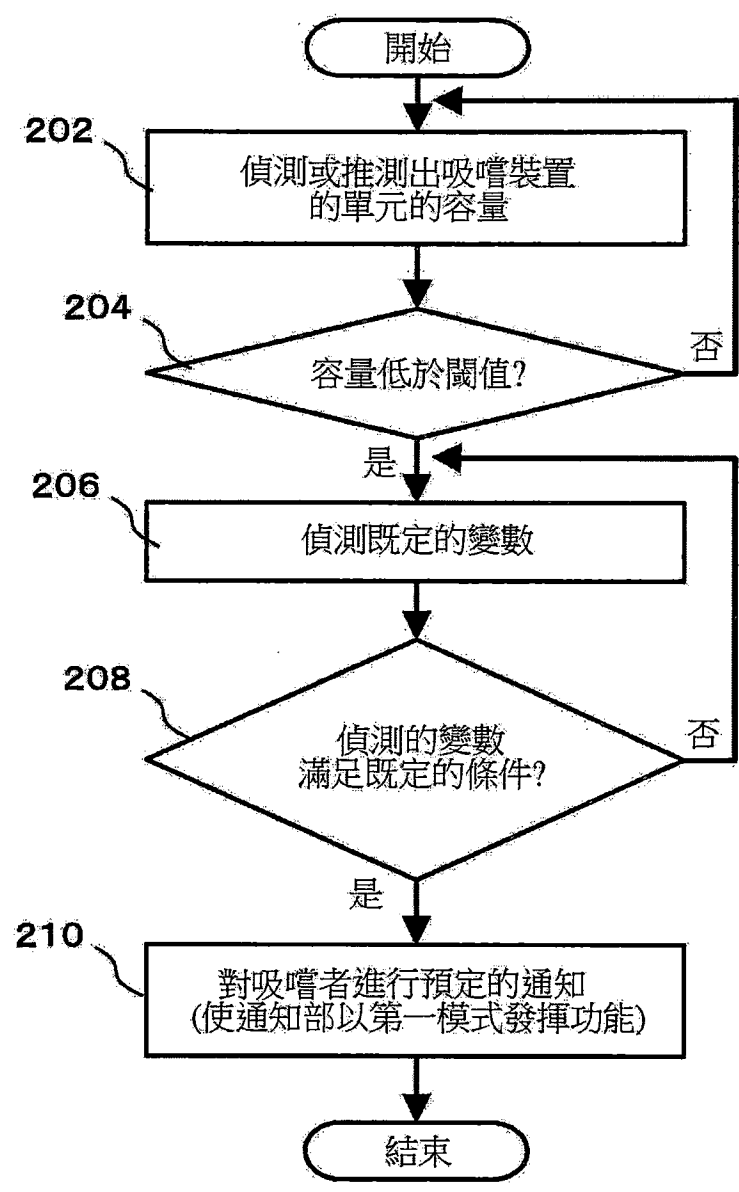 開始
202
偵測或推測出吸嚐裝置
的單元的容量
204
容量低於閾值?
否
是
206
偵測既定的變數
208
偵測的變數
滿足既定的條件?
否
是
210
對吸嚐者進行預定的通知
(使通知部以第一模式發揮功能)
結束